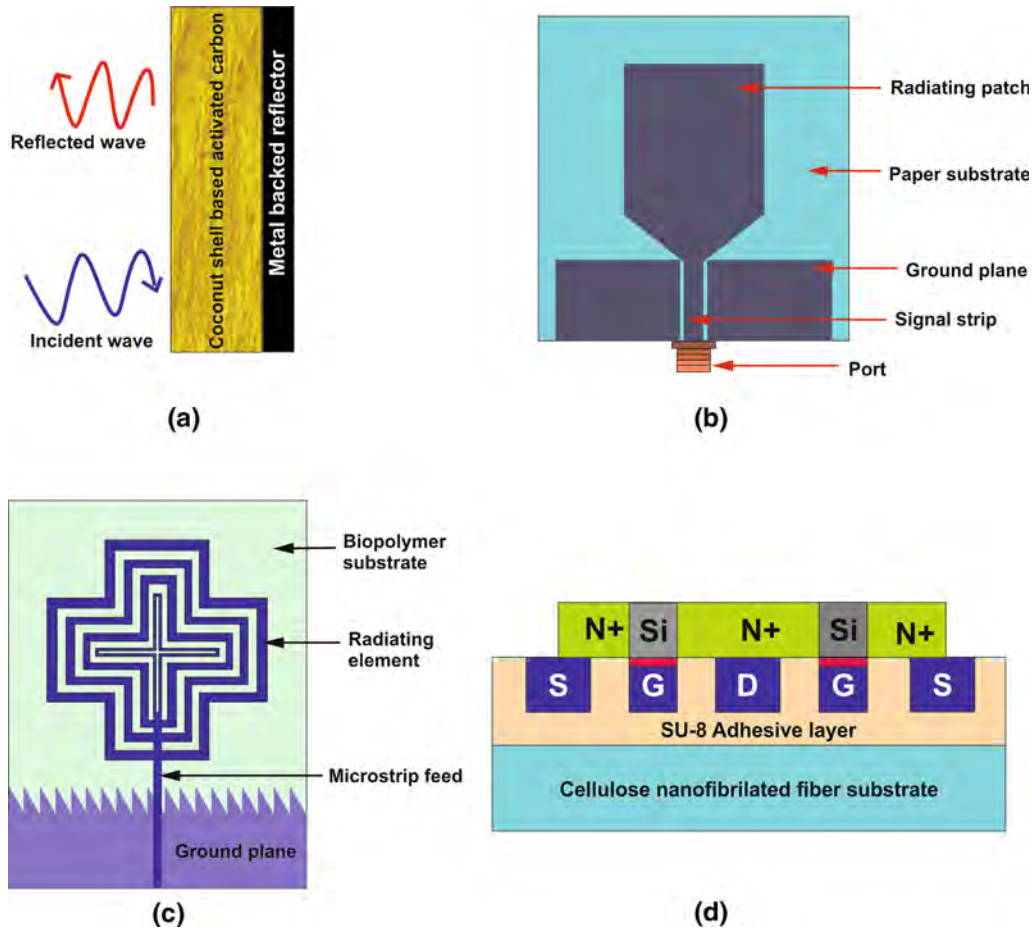 Reflected wave
Incident wave
Coconut shell based activated carbon
Metal backed reflector
(a)
Radiating patch
Paper substrate
Ground plane
Signal strip
Port
(b)
Biopolymer
substrate
Radiating
element
Microstrip feed
Ground plane
(c)
N+ Si N+ Si N+
S G D G S
SU-8 Adhesive layer
Cellulose nanofibrilated fiber substrate
(d)